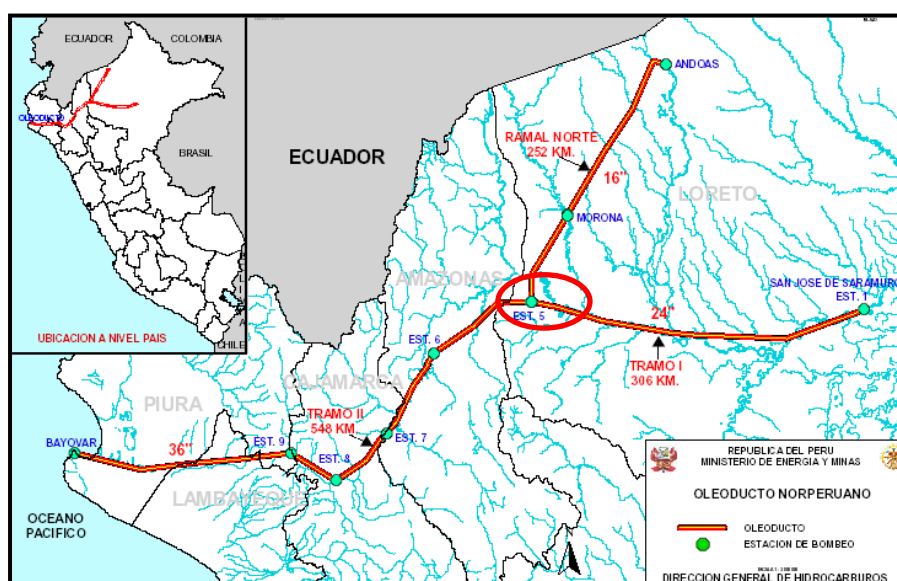 ECUADOR
COLOMBIA
OLEODUCTO
BRASIL
CHILE
UBICACION A NIVEL PAIS
ECUADOR
ANDOAS
RAMAL NORTE
252 KM.
16"
LORETO
MORONA
AMAZONAS
SAN JOSE DE SARAMURO
EST. 1
EST. 5
24"
TRAMO I
306 KM.
EST. 6
CAJAMARCA
PIURA
TRAMO II
548 KM
BAYOVAR
36"
EST. 9
EST. 7
EST. 8
LAMBAYEQUE
OCEANO
PACIFICO
REPUBLICA DEL PERU
MINISTERIO DE ENERGIA Y MINAS
OLEODUCTO NORPERUANO
OLEODUCTO
ESTACION DE BOMBEO
DIRECCION GENERAL DE HIDROCARBUROS